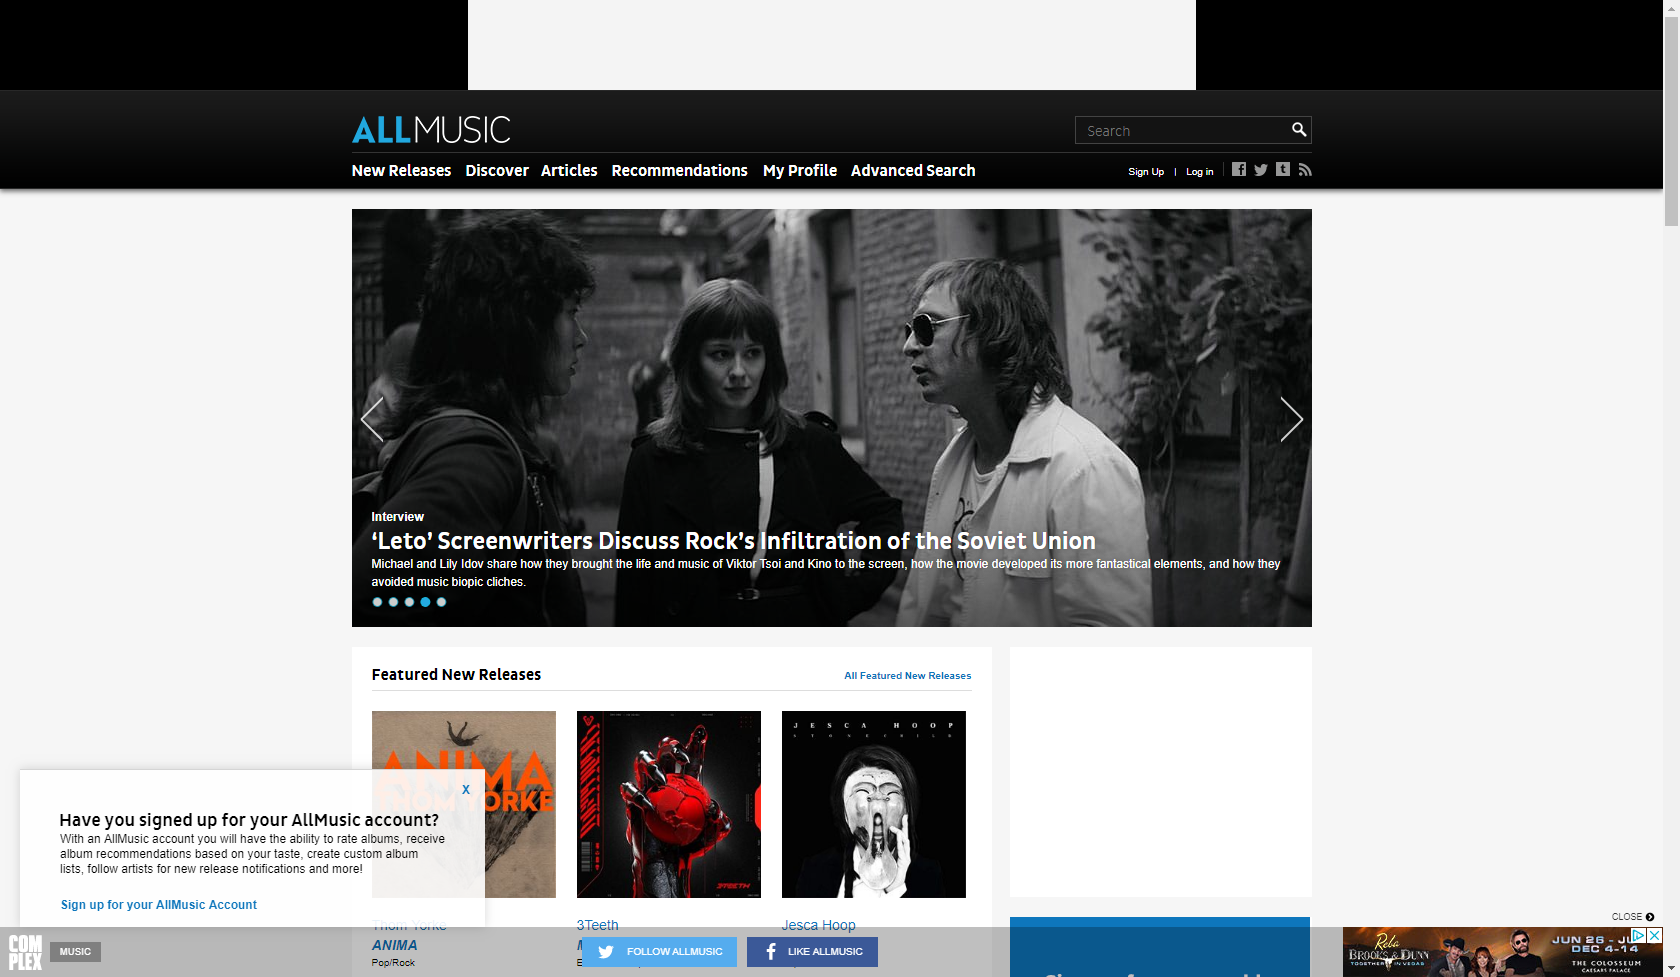 ALLMUSIC
Search
New Releases Discover Articles Recommendations My Profile Advanced Search
Sign Up | Log in
Interview
‘Leto’ Screenwriters Discuss Rock’s Infiltration of the Soviet Union
Michael and Lily Idov share how they brought the life and music of Viktor Tsoi and Kino to the screen, how the movie developed its more fantastical elements, and how they
avoided music biopic cliches.
Featured New Releases
All Featured New Releases
ANIMA
THOM YORKE
3TEETH
JESCA HOOP
STONECHILD
X
Have you signed up for your AllMusic account?
With an AllMusic account you will have the ability to rate albums, receive
album recommendations based on your taste, create custom album
lists, follow artists for new release notifications and more!
Sign up for your AllMusic Account
Thom Yorke
ANIMA
Pop/Rock
3Teeth
Jesca Hoop
COMPLEX
MUSIC
FOLLOW ALLMUSIC
LIKE ALLMUSIC
CLOSE
Reba
BROOKS & DUNN
TOGETHER IN VEGAS
JUN 26 - JU
DEC 4-14
THE COLOSSEUM
CAESARS PALACE